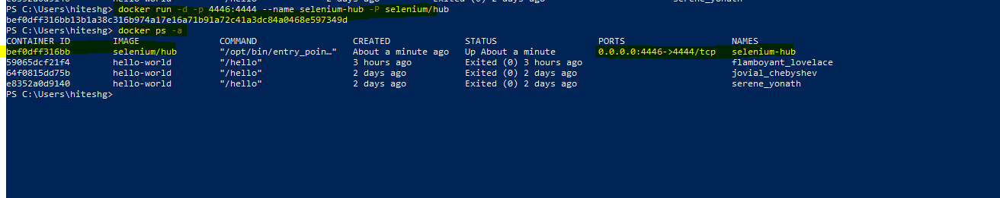 PS C:\Users\hiteshg> docker run -d -p 4446:4444 --name selenium-hub -P selenium/hub
bef0dff316bb13b1a38c316b974a17e16a71b91a72c41a3dc84a0468e597349d
PS C:\Users\hiteshg> docker ps -a
CONTAINER ID IMAGE COMMAND CREATED STATUS PORTS NAMES
bef0dff316bb selenium/hub "/opt/bin/entry_poin…" About a minute ago Up About a minute 0.0.0.0:4446->4444/tcp selenium-hub
59965dcf21f4 hello-world "/hello" 3 hours ago Exited (0) 3 hours ago flamboyant_lovelace
64f0815dd75b hello-world "/hello" 2 days ago Exited (0) 2 days ago jovial_chebyshev
e8352a0d9140 hello-world "/hello" 2 days ago Exited (0) 2 days ago serene_yonath
PS C:\Users\hiteshg>